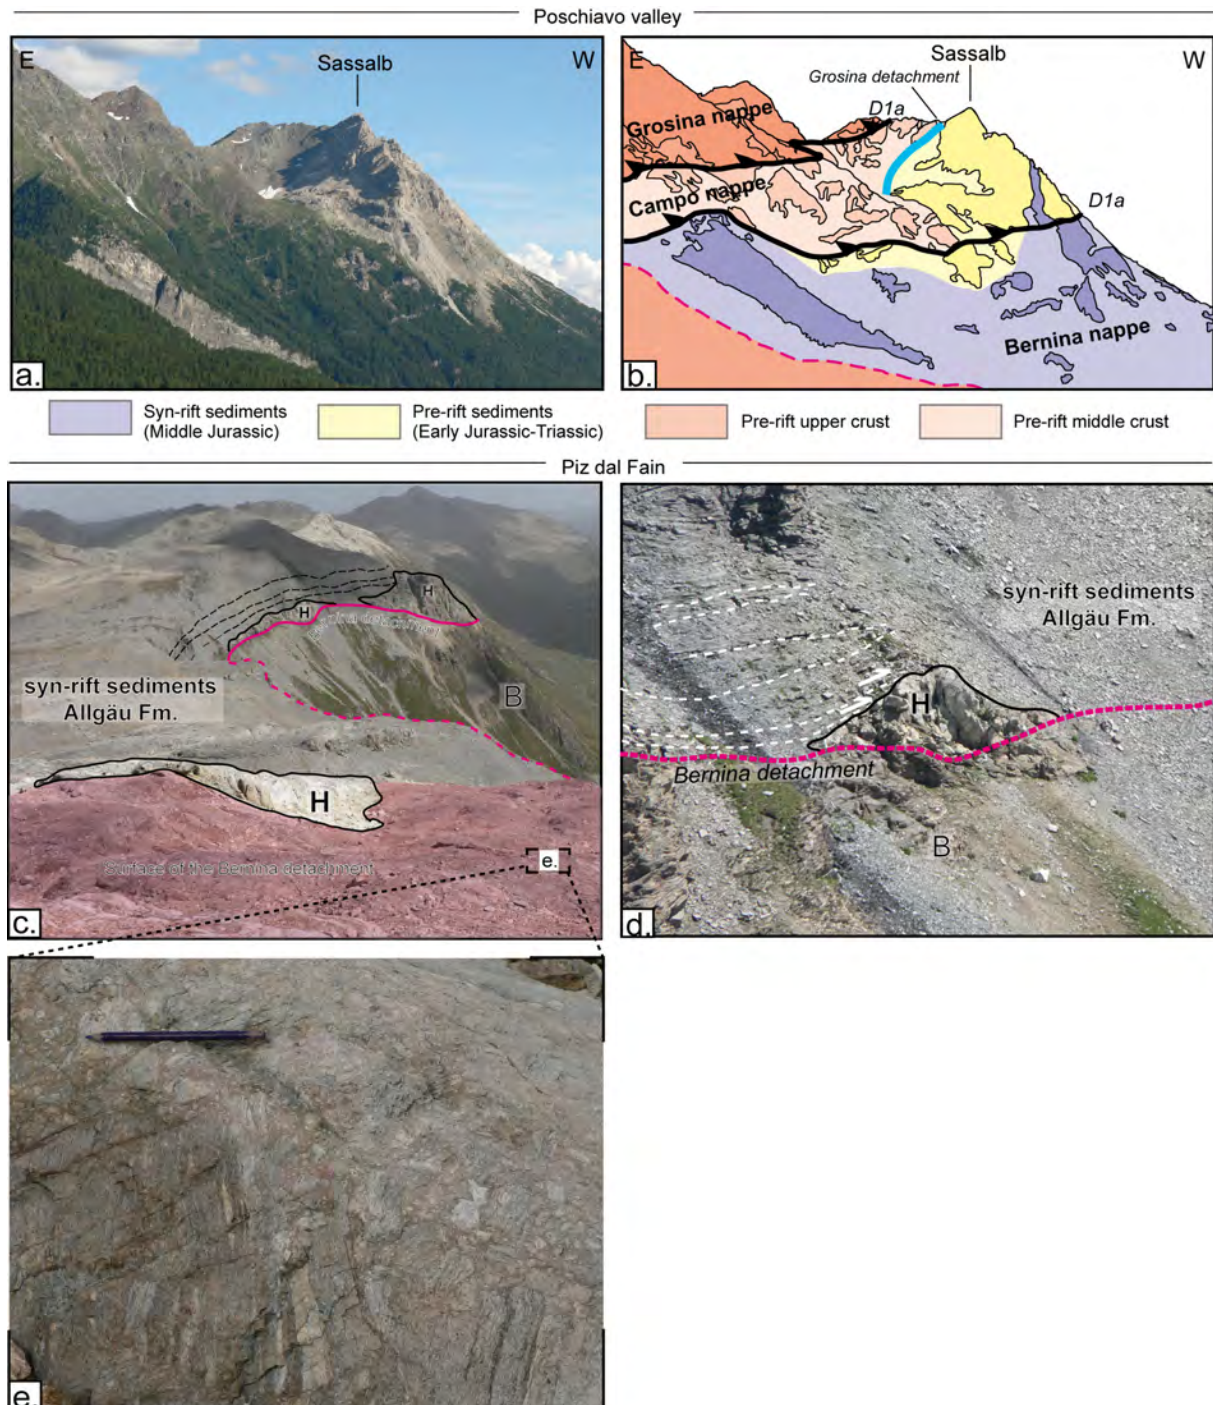 Poschiavo valley
E
Sassalb
W
a.
E
Sassalb
W
Grosina detachment
D1a
Grosina nappe
Campo nappe
D1a
Bernina nappe
b.
Syn-rift sediments
(Middle Jurassic)
Pre-rift sediments
(Early Jurassic-Triassic)
Pre-rift upper crust
Pre-rift middle crust
Piz dal Fain
H
H
Bernina detachment
syn-rift sediments
Allgäu Fm.
B
H
Surface of the Bernina detachment
e.
c.
syn-rift sediments
Allgäu Fm.
H
Bernina detachment
B
d.
e.